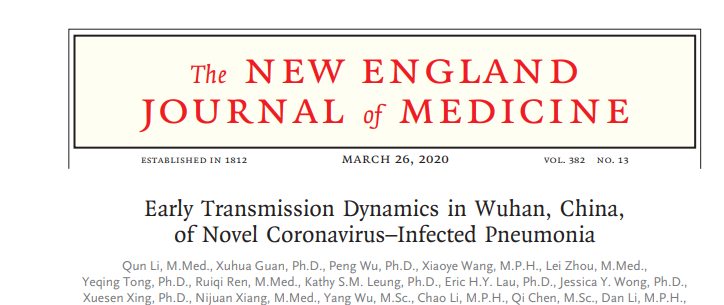 The NEW ENGLAND
JOURNAL of MEDICINE
ESTABLISHED IN 1812 MARCH 26, 2020 VOL. 382 NO. 13
Early Transmission Dynamics in Wuhan, China,
of Novel Coronavirus–Infected Pneumonia
Qun Li, M.Med., Xuhua Guan, Ph.D., Peng Wu, Ph.D., Xiaoye Wang, M.P.H., Lei Zhou, M.Med.,
Yeqing Tong, Ph.D., Ruiqi Ren, M.Med., Kathy S.M. Leung, Ph.D., Eric H.Y. Lau, Ph.D., Jessica Y. Wong, Ph.D.,
Xuesen Xing, Ph.D., Nijuan Xiang, M.Med., Yang Wu, M.Sc., Chao Li, M.P.H., Qi Chen, M.Sc., Dan Li, M.P.H.,